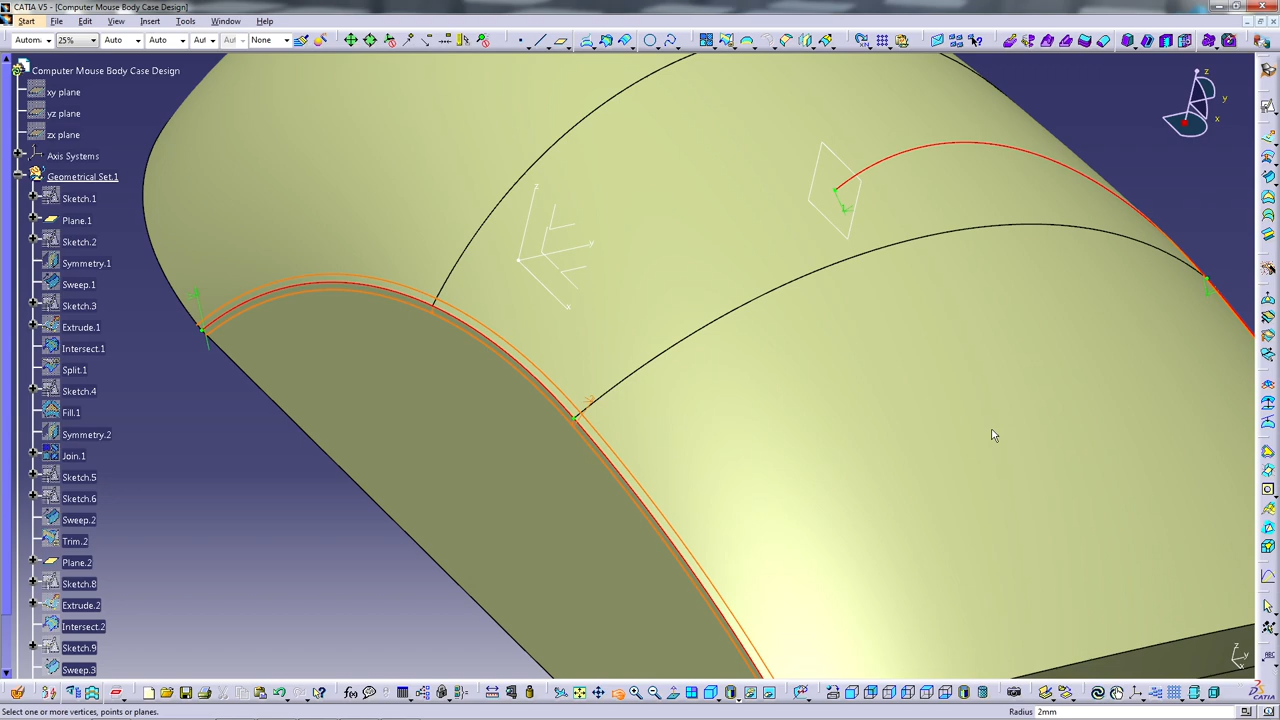 CATIA V5 - [Computer Mouse Body Case Design]
Start File Edit View Insert Tools Window Help
Autom 25% Auto Auto Aut Aut None
Computer Mouse Body Case Design
xy plane
yz plane
zx plane
Axis Systems
Geometrical Set.1
Sketch.1
Plane.1
Sketch.2
Symmetry.1
Sweep.1
Sketch.3
Extrude.1
Intersect.1
Split.1
Sketch.4
Fill.1
Symmetry.2
Join.1
Sketch.5
Sketch.6
Sweep.2
Trim.2
Plane.2
Sketch.8
Extrude.2
Intersect.2
Sketch.9
Sweep.3
z
y
x
z
y
x
z
y
x
f(x)
ABC
CATIA
Select one or more vertices, points or planes.
Radius 2mm